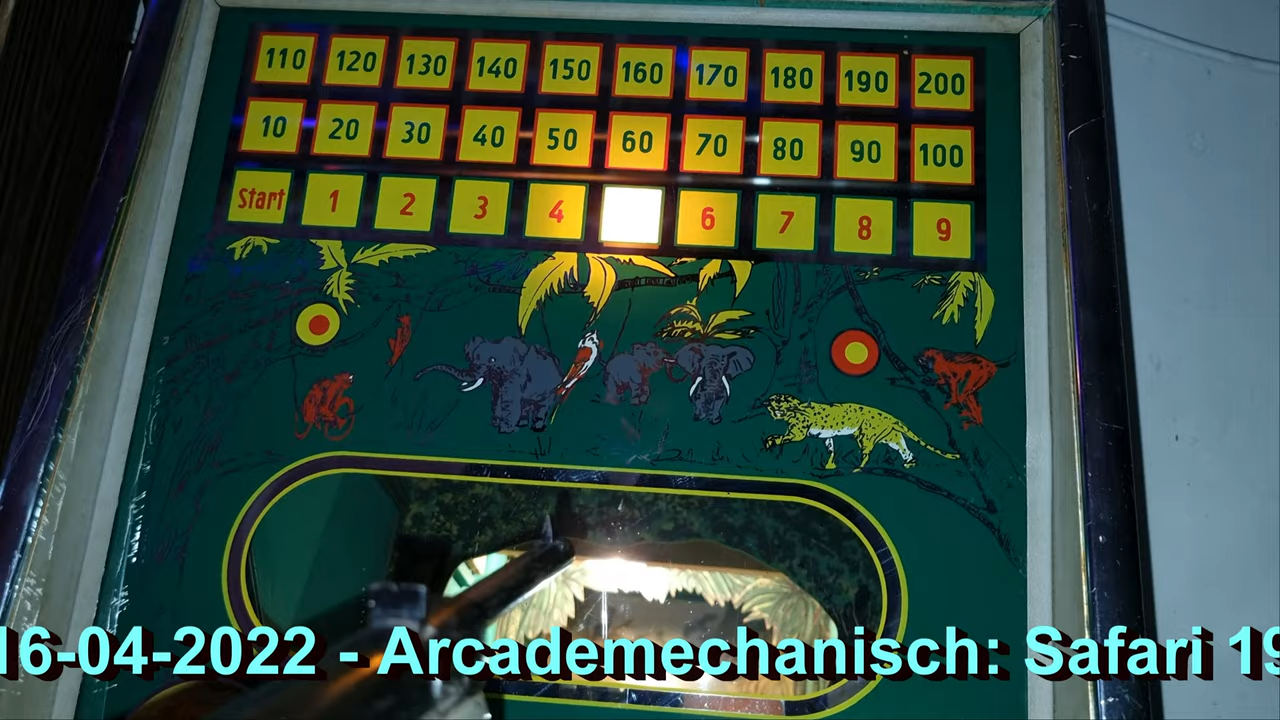 110 120 130 140 150 160 170 180 190 200
10 20 30 40 50 60 70 80 90 100
Start 1 2 3 4 6 7 8 9
16-04-2022 - Arcademechanisch: Safari 19